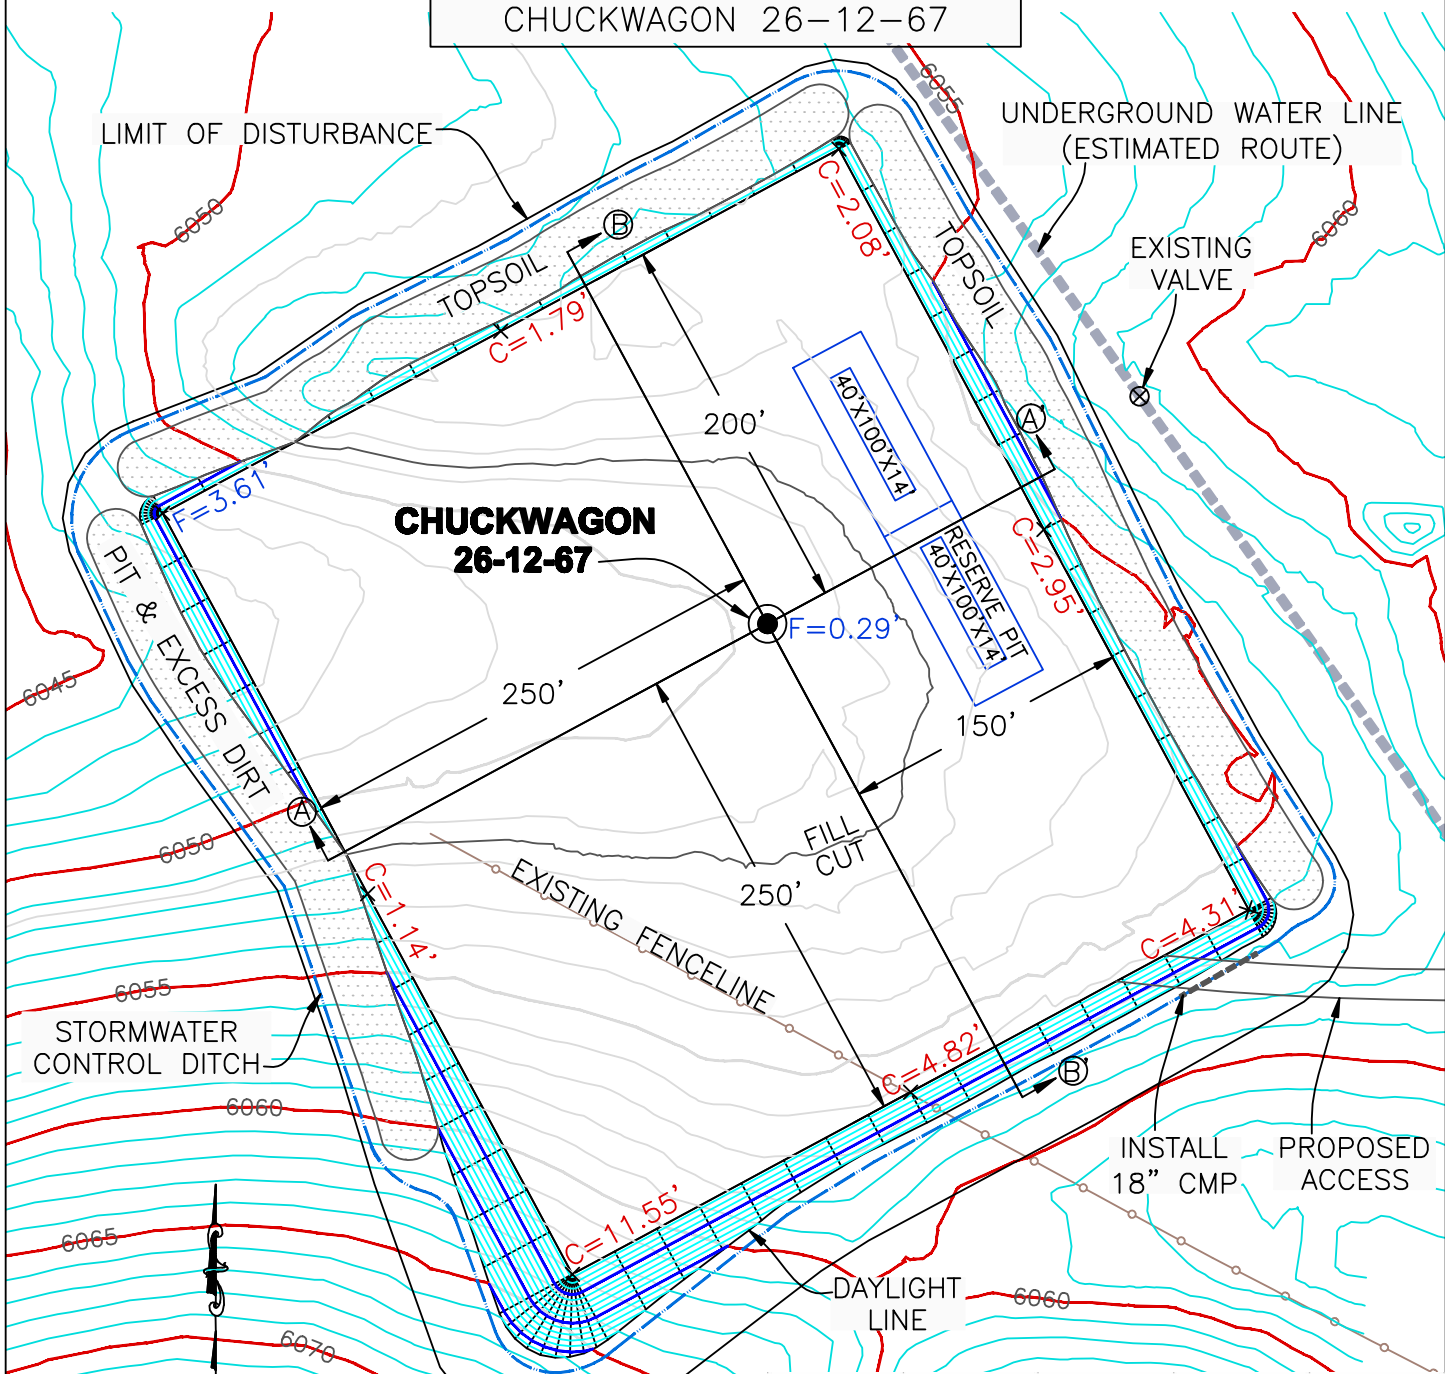 CHUCKWAGON 26-12-67
6055
LIMIT OF DISTURBANCE
UNDERGROUND WATER LINE
(ESTIMATED ROUTE)
6050
C=2.08'
6060
B
TOPSOIL
TOPSOIL
EXISTING
VALVE
C=1.79'
200'
40'X100'X14'
A'
F=3.61'
CHUCKWAGON
26-12-67
C=2.95'
RESERVE PIT
40'X100'X14'
F=0.29'
PIT & EXCESS DIRT
6045
250'
150'
A
6050
FILL
CUT
250'
C=1.14'
EXISTING FENCELINE
C=4.31'
6055
STORMWATER
CONTROL DITCH
C=4.82'
B'
6060
INSTALL
18" CMP
PROPOSED
ACCESS
C=11.55'
6065
DAYLIGHT
LINE
6060
6070